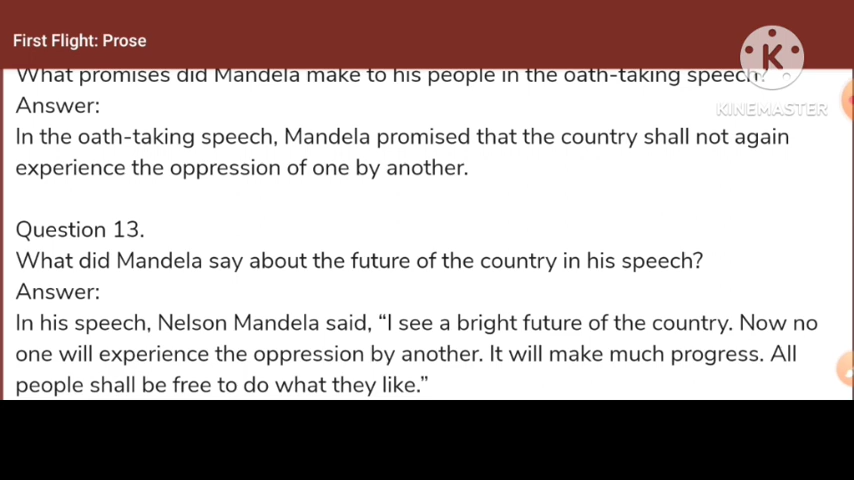 First Flight: Prose
K
KINEMASTER
What promises did Mandela make to his people in the oath-taking speech?
Answer:
In the oath-taking speech, Mandela promised that the country shall not again
experience the oppression of one by another.
Question 13.
What did Mandela say about the future of the country in his speech?
Answer:
In his speech, Nelson Mandela said, “I see a bright future of the country. Now no
one will experience the oppression by another. It will make much progress. All
people shall be free to do what they like.”